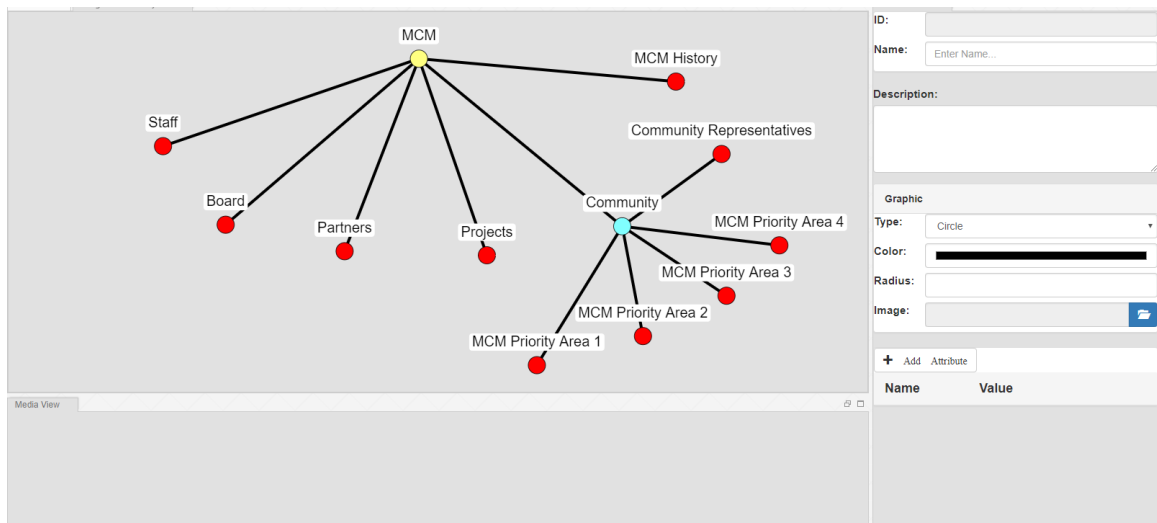 MCM
MCM History
Staff
Community Representatives
Board
Community
Partners
Projects
MCM Priority Area 4
MCM Priority Area 3
MCM Priority Area 2
MCM Priority Area 1
Media View
ID:
Name:
Enter Name...
Description:
Graphic
Type:
Circle
Color:
Radius:
Image:
+ Add Attribute
Name Value